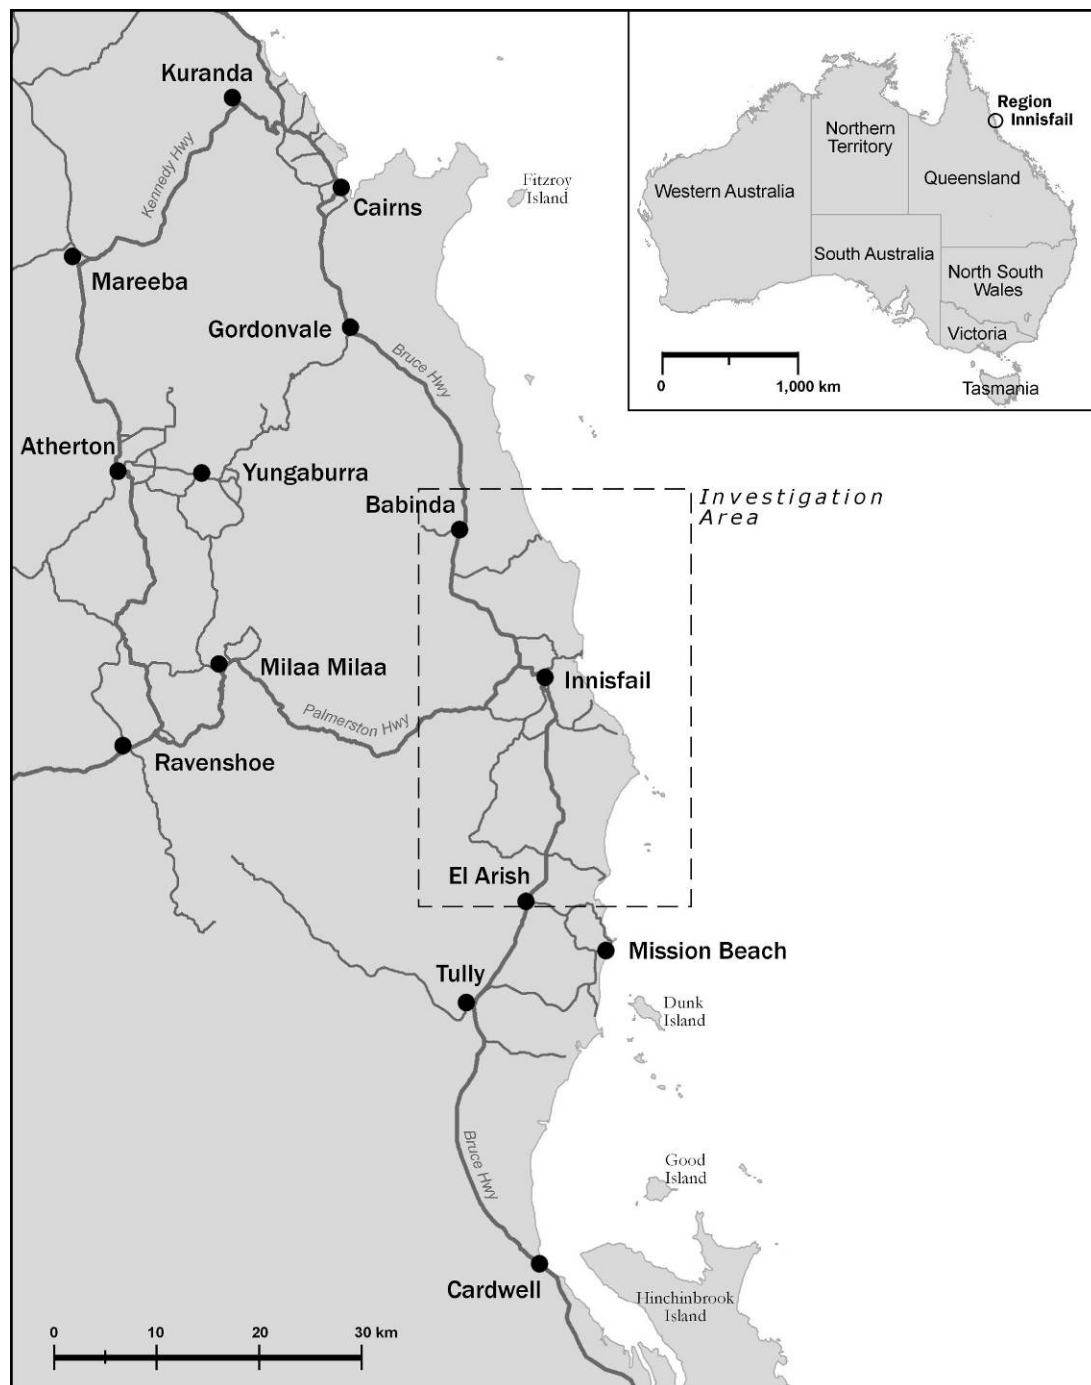 Kuranda
Kennedy Hwy
Cairns
Fitzroy
Island
Mareeba
Gordonvale
Bruce Hwy
Atherton
Yungaburra
Babinda
Investigation
Area
Milaa Milaa
Innisfail
Palmerston Hwy
Ravenshoe
El Arish
Mission Beach
Tully
Dunk
Island
Bruce Hwy
Good
Island
Cardwell
Hinchinbrook
Island
0 10 20 30 km
Region
Innisfail
Northern
Territory
Western Australia
Queensland
South Australia
North South
Wales
Victoria
Tasmania
0 1,000 km